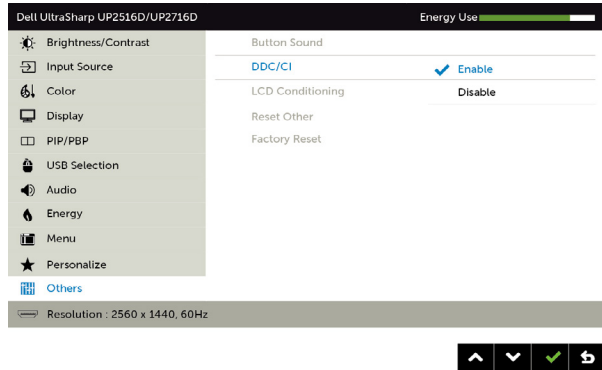 Dell UltraSharp UP2516D/UP2716D
Energy Use
Brightness/Contrast
Input Source
Color
Display
PIP/PBP
USB Selection
Audio
Energy
Menu
Personalize
Others
Button Sound
DDC/CI
LCD Conditioning
Reset Other
Factory Reset
Enable
Disable
Resolution : 2560 x 1440, 60Hz